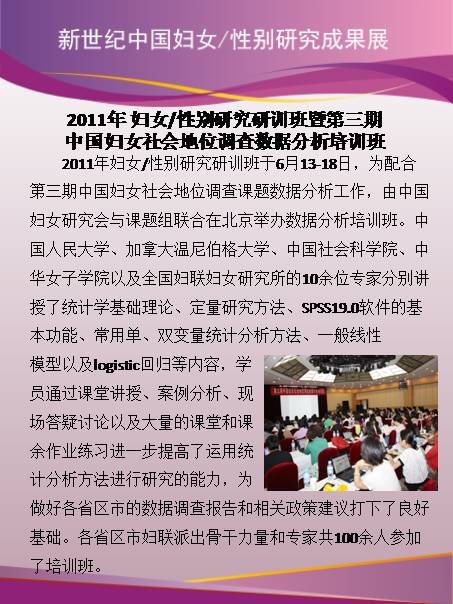 新世纪中国妇女/性别研究成果展
2011年 妇女/性别研究研训班暨第三期
中国妇女社会地位调查数据分析培训班
2011年妇女/性别研究研训班于6月13-18日，为配合
第三期中国妇女社会地位调查课题数据分析工作，由中国
妇女研究会与课题组联合在北京举办数据分析培训班。中
国人民大学、加拿大温尼伯格大学、中国社会科学院、中
华女子学院以及全国妇联妇女研究所的10余位专家分别讲
授了统计学基础理论、定量研究方法、SPSS19.0软件的基
本功能、常用单、双变量统计分析方法、一般线性
模型以及logistic回归等内容，学
员通过课堂讲授、案例分析、现
场答疑讨论以及大量的课堂和课
余作业练习进一步提高了运用统
计分析方法进行研究的能力，为
做好各省区市的数据调查报告和相关政策建议打下了良好
基础。各省区市妇联派出骨干力量和专家共100余人参加
了培训班。